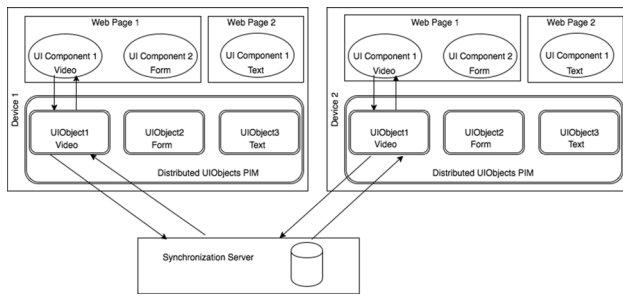 Web Page 1
Web Page 2
UI Component 1
Video
UI Component 2
Form
UI Component 1
Text
Device 1
UIObject1
Video
UIObject2
Form
UIObject3
Text
Distributed UIObjects PIM
Web Page 1
Web Page 2
UI Component 1
Video
UI Component 2
Form
UI Component 1
Text
Device 2
UIObject1
Video
UIObject2
Form
UIObject3
Text
Distributed UIObjects PIM
Synchronization Server